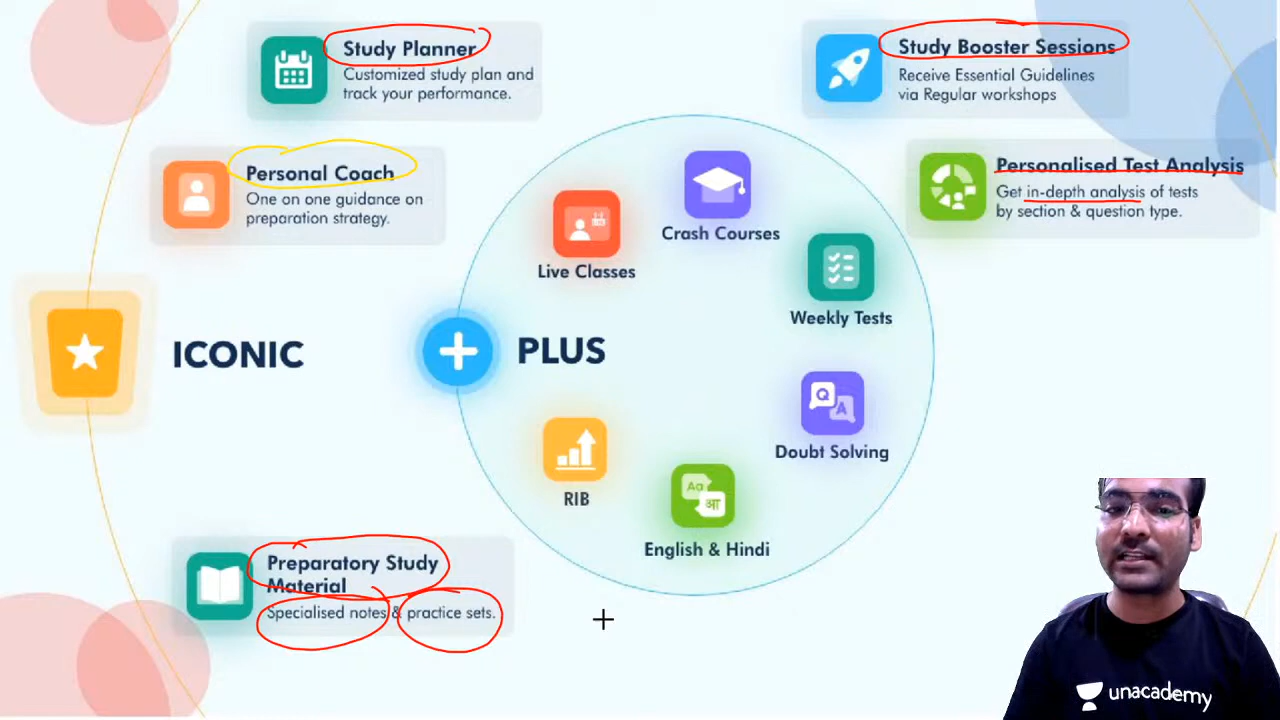 Study Planner
Customized study plan and
track your performance.
Study Booster Sessions
Receive Essential Guidelines
via Regular workshops
Personal Coach
One on one guidance on
preparation strategy.
Personalised Test Analysis
Get in-depth analysis of tests
by section & question type.
Crash Courses
Live Classes
Weekly Tests
ICONIC
PLUS
Q
A
Doubt Solving
RIB
Aa
आ
English & Hindi
Preparatory Study
Material
Specialised notes & practice sets.
unacademy